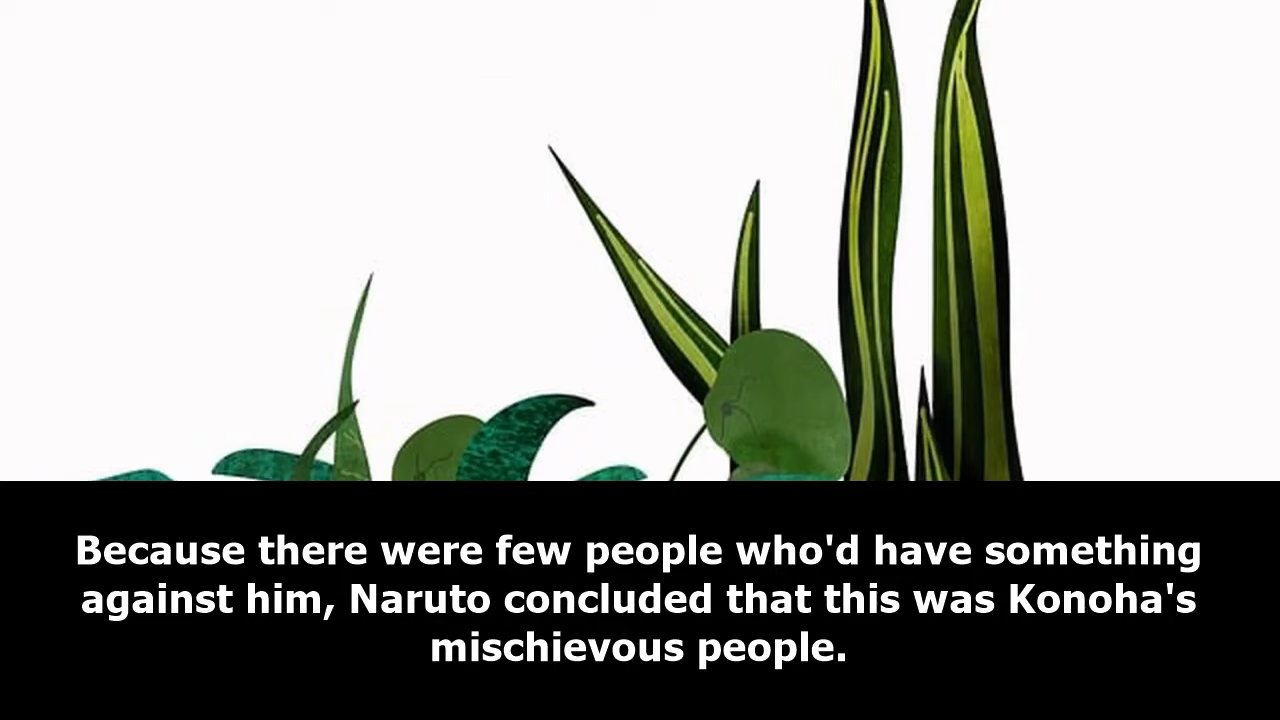 Because there were few people who'd have something
against him, Naruto concluded that this was Konoha's
mischievous people.